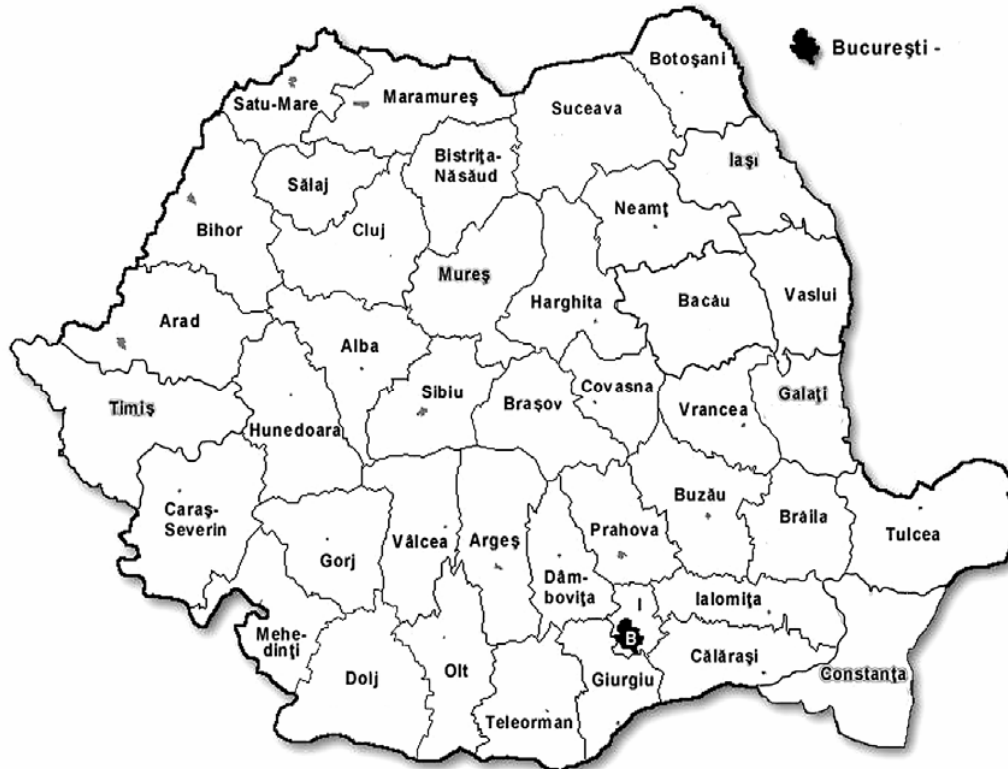 Botoşani
Bucureşti -
Satu-Mare
Maramureş
Suceava
Bistriţa-
Năsăud
Iaşi
Sălaj
Neamţ
Bihor
Cluj
Mureş
Harghita
Bacău
Vaslui
Arad
Alba
Sibiu
Braşov
Covasna
Vrancea
Galaţi
Timiş
Hunedoara
Caraş-
Severin
Gorj
Vâlcea
Argeş
Prahova
Buzău
Brăila
Tulcea
Dâm-
boviţa
I
Ialomiţa
B
Mehe-
dinţi
Dolj
Olt
Teleorman
Giurgiu
Călăraşi
Constanţa